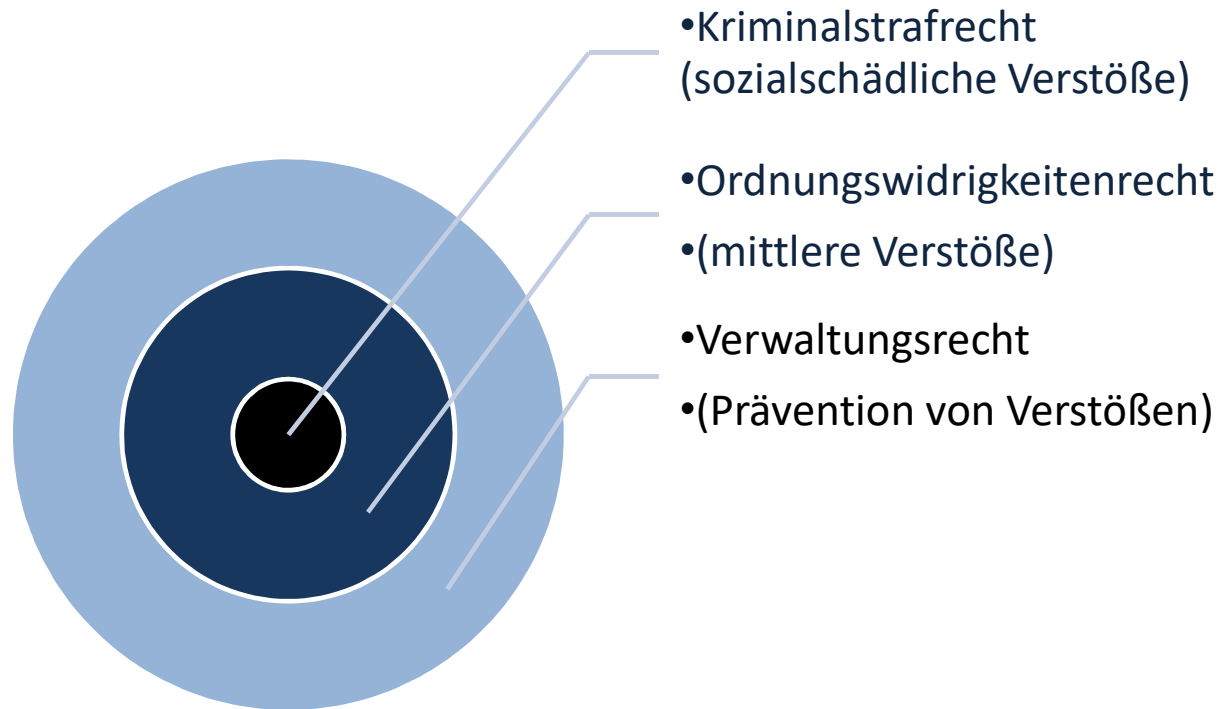 •Kriminalstrafrecht
(sozialschädliche Verstöße)
•Ordnungswidrigkeitenrecht
•(mittlere Verstöße)
•Verwaltungsrecht
•(Prävention von Verstößen)